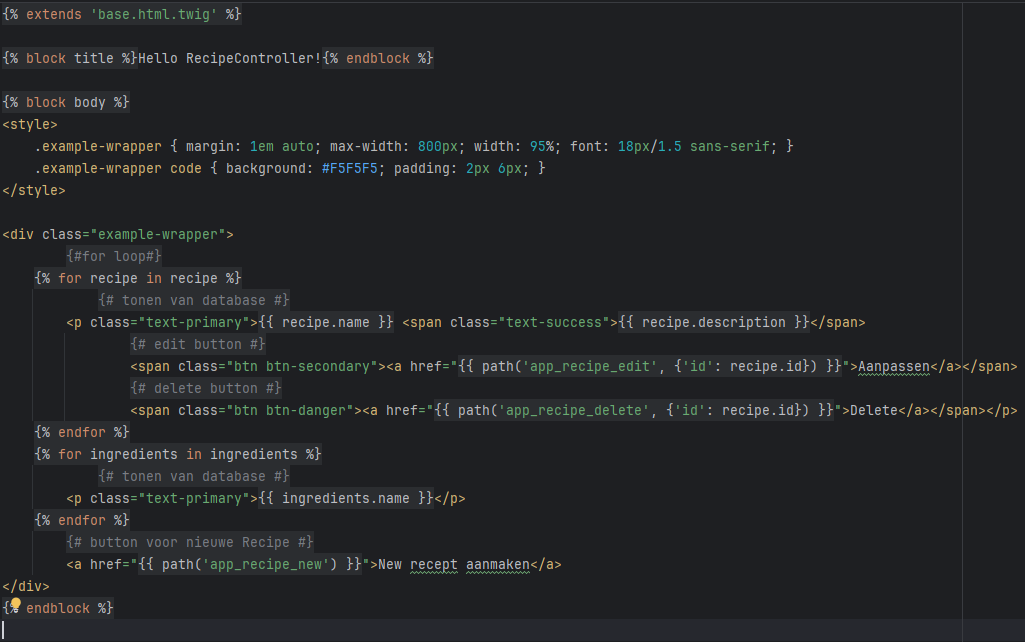 {% extends 'base.html.twig' %}
{% block title %}Hello RecipeController!{% endblock %}
{% block body %}
<style>
.example-wrapper { margin: 1em auto; max-width: 800px; width: 95%; font: 18px/1.5 sans-serif; }
.example-wrapper code { background: #F5F5F5; padding: 2px 6px; }
</style>
<div class="example-wrapper">
{#for loop#}
{% for recipe in recipe %}
{# tonen van database #}
<p class="text-primary">{{ recipe.name }} <span class="text-success">{{ recipe.description }}</span>
{# edit button #}
<span class="btn btn-secondary"><a href="{{ path('app_recipe_edit', {'id': recipe.id}) }}">Aanpassen</a></span>
{# delete button #}
<span class="btn btn-danger"><a href="{{ path('app_recipe_delete', {'id': recipe.id}) }}">Delete</a></span></p>
{% endfor %}
{% for ingredients in ingredients %}
{# tonen van database #}
<p class="text-primary">{{ ingredients.name }}</p>
{% endfor %}
{# button voor nieuwe Recipe #}
<a href="{{ path('app_recipe_new') }}">New recept aanmaken</a>
</div>
{% endblock %}